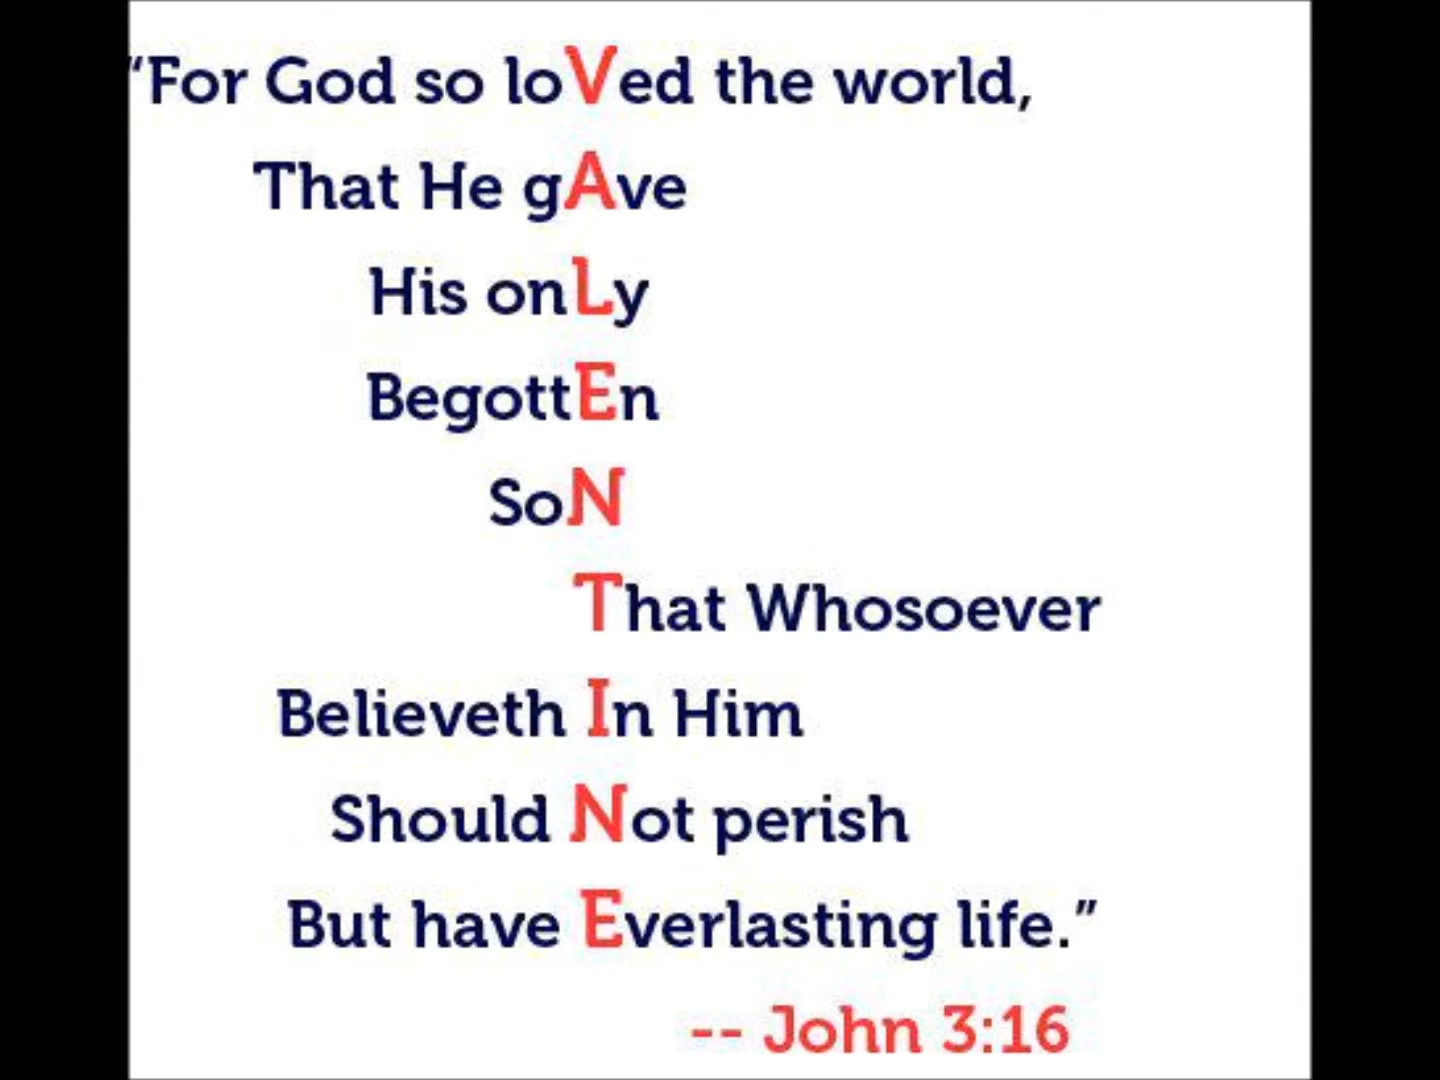 “For God so loVed the world,
That He gAve
His onLy
BegottEn
SoN
That Whosoever
Believeth In Him
Should Not perish
But have Everlasting life.”
-- John 3:16